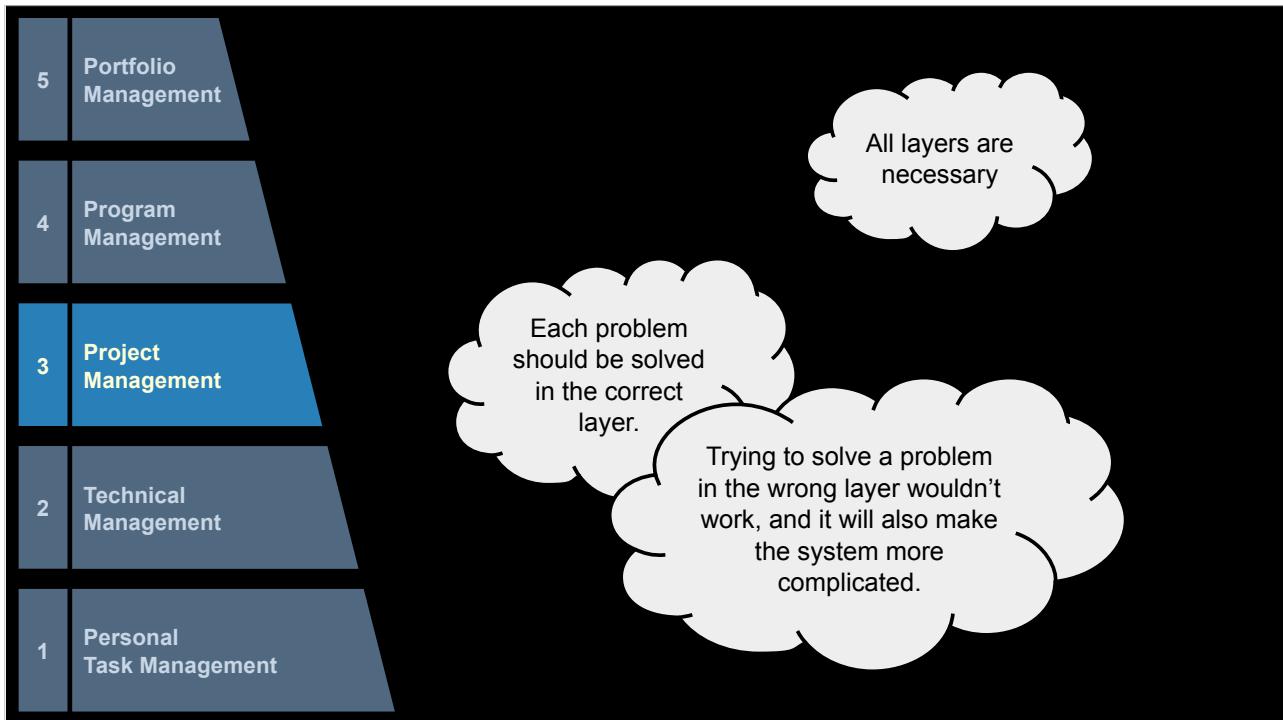 5
Portfolio
Management
4
Program
Management
3
Project
Management
2
Technical
Management
1
Personal
Task Management
All layers are
necessary
Each problem
should be solved
in the correct
layer.
Trying to solve a problem
in the wrong layer wouldn’t
work, and it will also make
the system more
complicated.